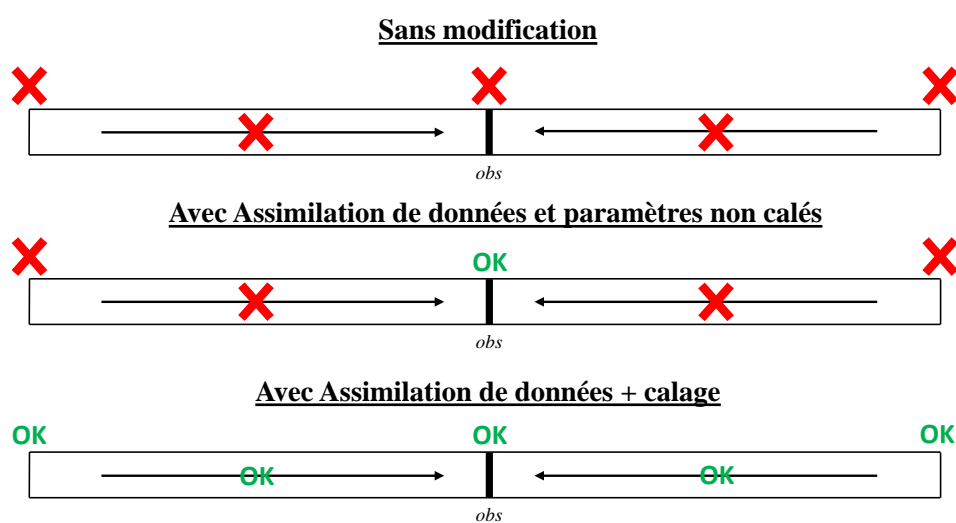 Sans modification
obs
Avec Assimilation de données et paramètres non calés
OK
obs
Avec Assimilation de données + calage
OK OK OK
OK OK
obs